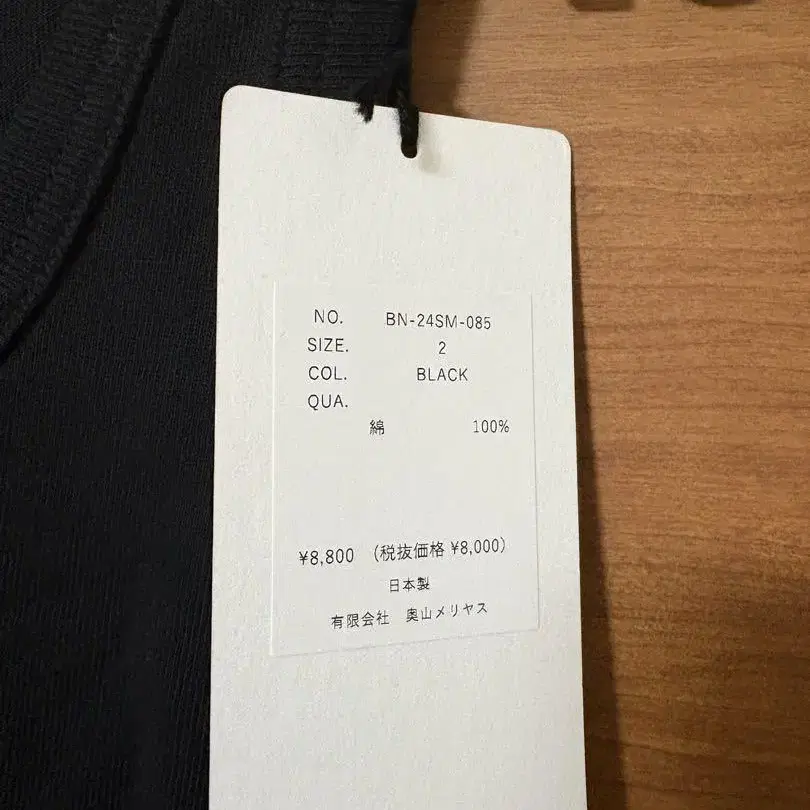 NO. BN-24SM-085
SIZE. 2
COL. BLACK
QUA.
綿 100%
¥8,800 (税抜価格 ¥8,000)
日本製
有限会社 奥山メリヤス